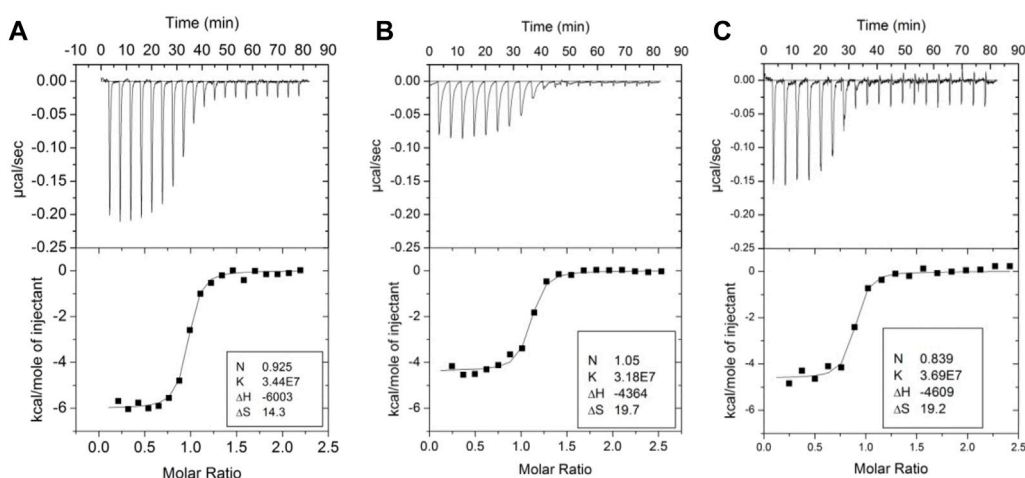 A
Time (min)
-10 0 10 20 30 40 50 60 70 80 90
0.00
-0.05
-0.10
-0.15
-0.20
-0.25
µcal/sec
0
-2
-4
-6
kcal/mole of injectant
N 0.925
K 3.44E7
ΔH -6003
ΔS 14.3
0.0 0.5 1.0 1.5 2.0 2.5
Molar Ratio
B
Time (min)
0 10 20 30 40 50 60 70 80 90
0.00
-0.05
-0.10
-0.15
-0.20
-0.25
µcal/sec
0
-2
-4
-6
kcal/mole of injectant
N 1.05
K 3.18E7
ΔH -4364
ΔS 19.7
0.0 0.5 1.0 1.5 2.0 2.5
Molar Ratio
C
Time (min)
0 10 20 30 40 50 60 70 80 90
0.00
-0.05
-0.10
-0.15
-0.20
-0.25
µcal/sec
0
-2
-4
-6
kcal/mole of injectant
N 0.839
K 3.69E7
ΔH -4609
ΔS 19.2
0.0 0.5 1.0 1.5 2.0 2.5
Molar Ratio